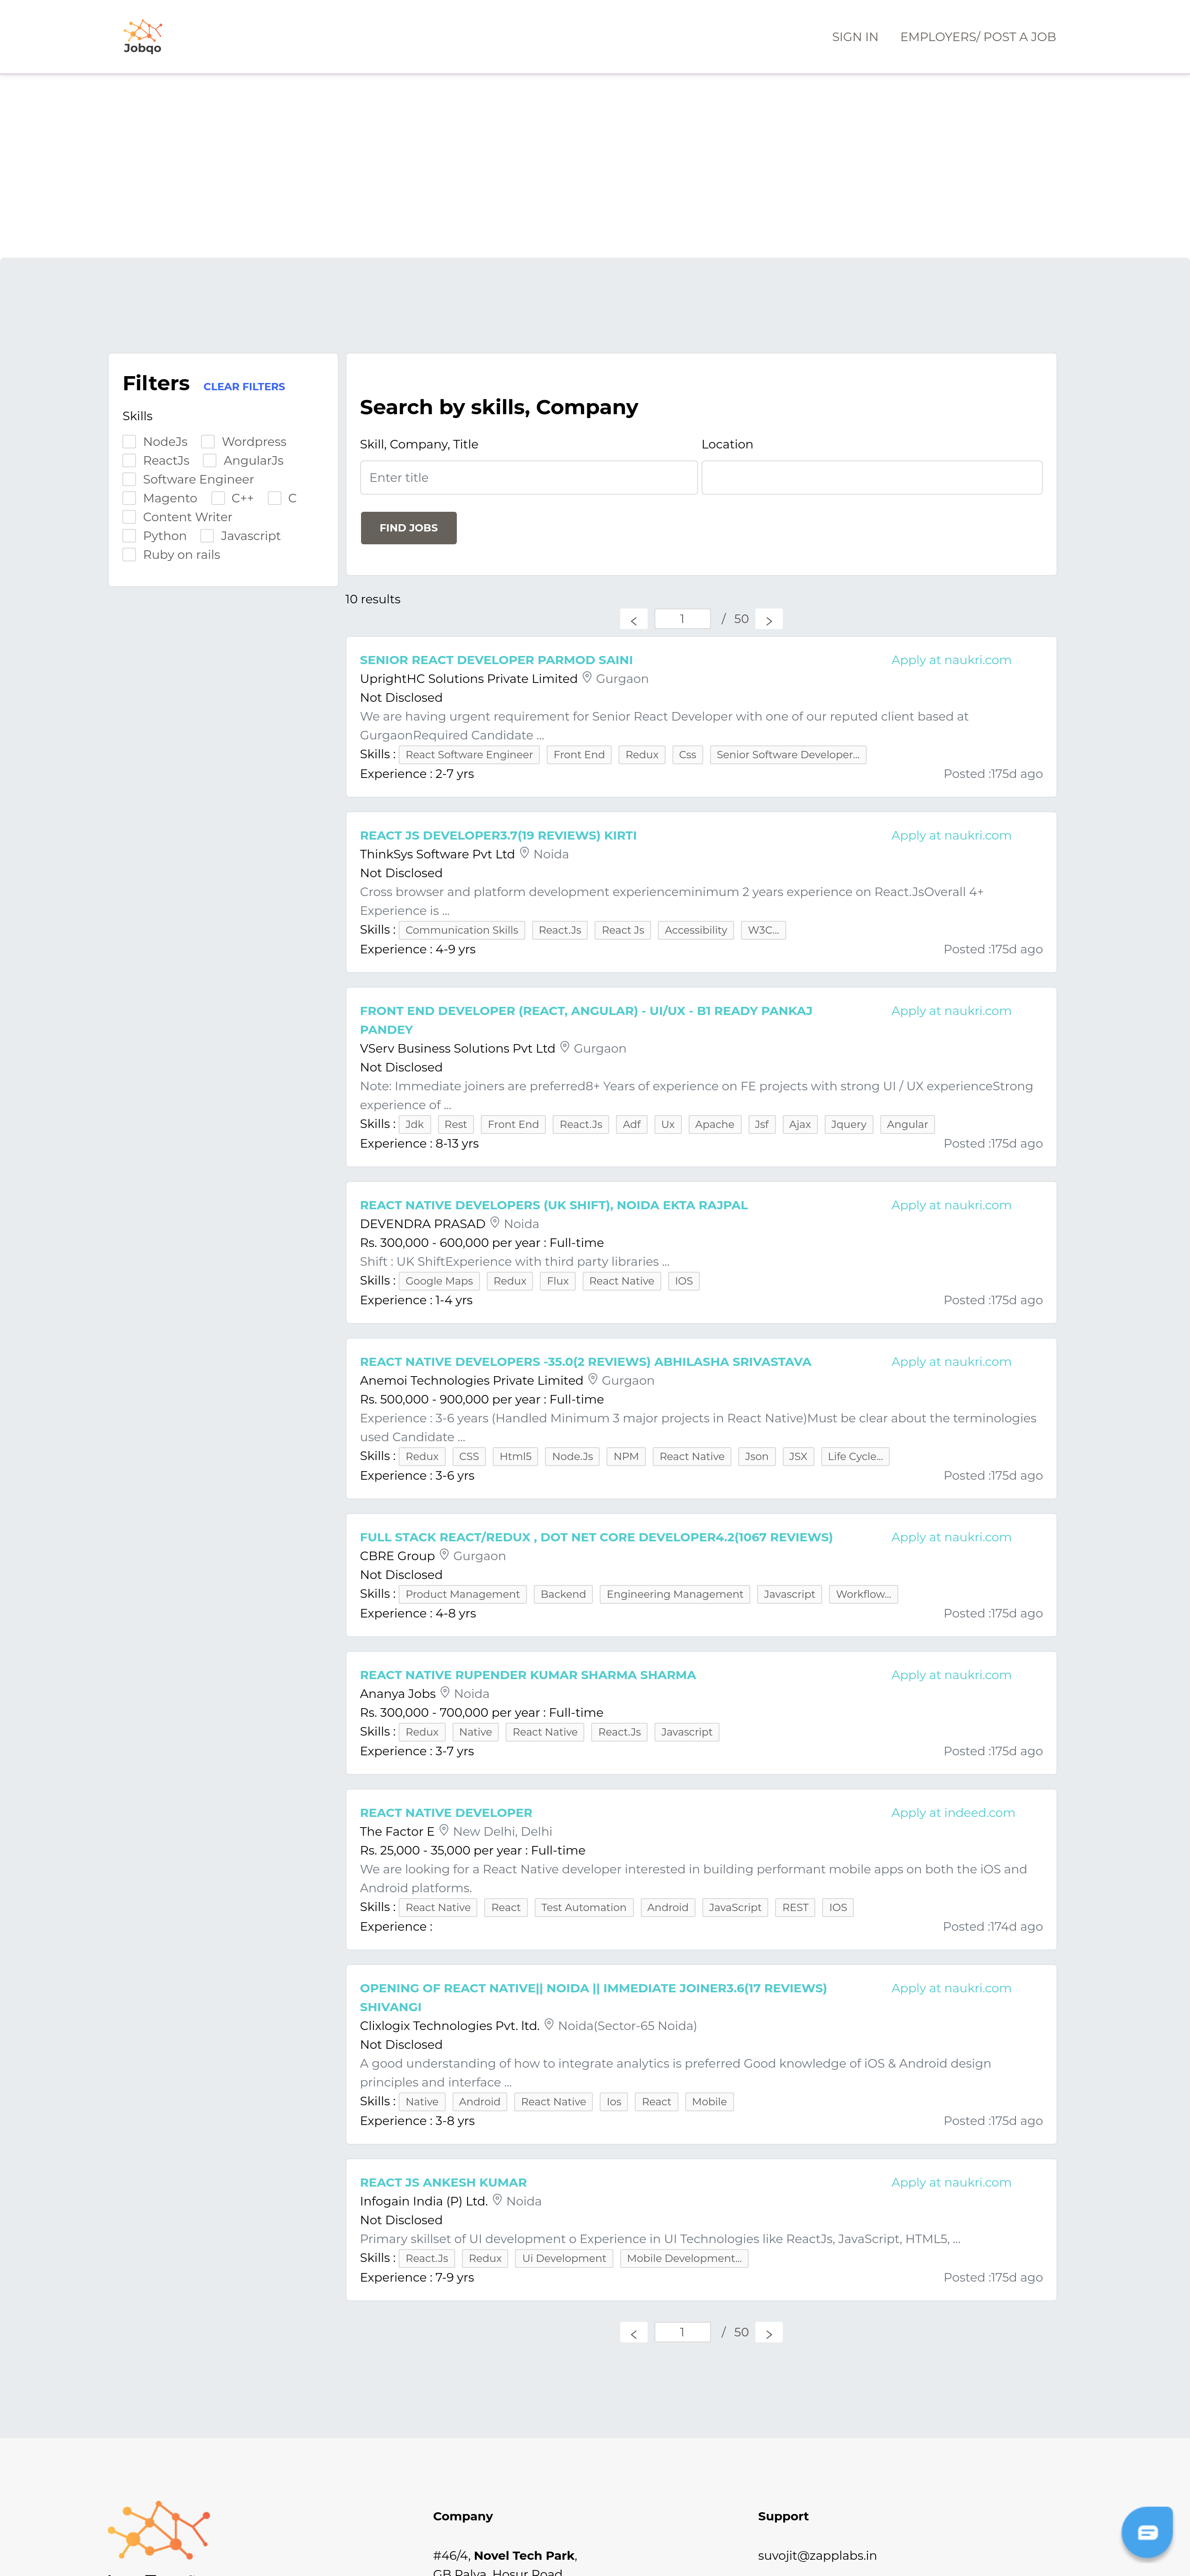 Jobqo
SIGN IN EMPLOYERS/ POST A JOB
Filters CLEAR FILTERS
Skills
NodeJs Wordpress
ReactJs AngularJs
Software Engineer
Magento C++ C
Content Writer
Python Javascript
Ruby on rails
Search by skills, Company
Skill, Company, Title Location
Enter title
FIND JOBS
10 results
< 1 / 50 >
SENIOR REACT DEVELOPER PARMOD SAINI Apply at naukri.com
UprightHC Solutions Private Limited Gurgaon
Not Disclosed
We are having urgent requirement for Senior React Developer with one of our reputed client based at
GurgaonRequired Candidate ...
Skills : React Software Engineer Front End Redux Css Senior Software Developer...
Experience : 2-7 yrs Posted :175d ago
REACT JS DEVELOPER3.7(19 REVIEWS) KIRTI Apply at naukri.com
ThinkSys Software Pvt Ltd Noida
Not Disclosed
Cross browser and platform development experienceminimum 2 years experience on React.JsOverall 4+
Experience is ...
Skills : Communication Skills React.Js React Js Accessibility W3C...
Experience : 4-9 yrs Posted :175d ago
FRONT END DEVELOPER (REACT, ANGULAR) - UI/UX - B1 READY PANKAJ Apply at naukri.com
PANDEY
VServ Business Solutions Pvt Ltd Gurgaon
Not Disclosed
Note: Immediate joiners are preferred8+ Years of experience on FE projects with strong UI / UX experienceStrong
experience of ...
Skills : Jdk Rest Front End React.Js Adf Ux Apache Jsf Ajax Jquery Angular
Experience : 8-13 yrs Posted :175d ago
REACT NATIVE DEVELOPERS (UK SHIFT), NOIDA EKTA RAJPAL Apply at naukri.com
DEVENDRA PRASAD Noida
Rs. 300,000 - 600,000 per year : Full-time
Shift : UK ShiftExperience with third party libraries ...
Skills : Google Maps Redux Flux React Native IOS
Experience : 1-4 yrs Posted :175d ago
REACT NATIVE DEVELOPERS -35.0(2 REVIEWS) ABHILASHA SRIVASTAVA Apply at naukri.com
Anemoi Technologies Private Limited Gurgaon
Rs. 500,000 - 900,000 per year : Full-time
Experience : 3-6 years (Handled Minimum 3 major projects in React Native)Must be clear about the terminologies
used Candidate ...
Skills : Redux CSS Html5 Node.Js NPM React Native Json JSX Life Cycle...
Experience : 3-6 yrs Posted :175d ago
FULL STACK REACT/REDUX , DOT NET CORE DEVELOPER4.2(1067 REVIEWS) Apply at naukri.com
CBRE Group Gurgaon
Not Disclosed
Skills : Product Management Backend Engineering Management Javascript Workflow...
Experience : 4-8 yrs Posted :175d ago
REACT NATIVE RUPENDER KUMAR SHARMA SHARMA Apply at naukri.com
Ananya Jobs Noida
Rs. 300,000 - 700,000 per year : Full-time
Skills : Redux Native React Native React.Js Javascript
Experience : 3-7 yrs Posted :175d ago
REACT NATIVE DEVELOPER Apply at indeed.com
The Factor E New Delhi, Delhi
Rs. 25,000 - 35,000 per year : Full-time
We are looking for a React Native developer interested in building performant mobile apps on both the iOS and
Android platforms.
Skills : React Native React Test Automation Android JavaScript REST IOS
Experience : Posted :174d ago
OPENING OF REACT NATIVE|| NOIDA || IMMEDIATE JOINER3.6(17 REVIEWS) Apply at naukri.com
SHIVANGI
Clixlogix Technologies Pvt. ltd. Noida(Sector-65 Noida)
Not Disclosed
A good understanding of how to integrate analytics is preferred Good knowledge of iOS & Android design
principles and interface ...
Skills : Native Android React Native Ios React Mobile
Experience : 3-8 yrs Posted :175d ago
REACT JS ANKESH KUMAR Apply at naukri.com
Infogain India (P) Ltd. Noida
Not Disclosed
Primary skillset of UI development o Experience in UI Technologies like ReactJs, JavaScript, HTML5, ...
Skills : React.Js Redux Ui Development Mobile Development...
Experience : 7-9 yrs Posted :175d ago
< 1 / 50 >
Company Support
#46/4, Novel Tech Park, suvojit@zapplabs.in
GB Palya, Hosur Road